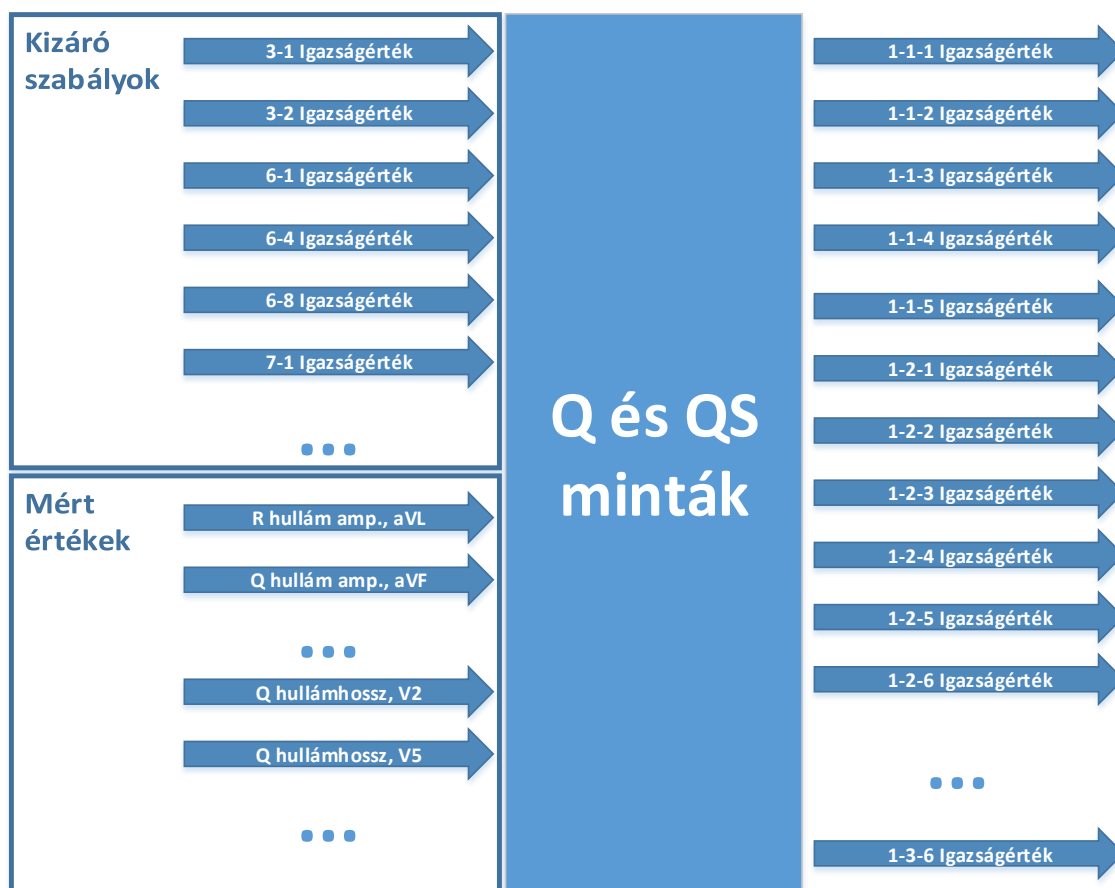 Kizáró
szabályok
3-1 Igazságérték
3-2 Igazságérték
6-1 Igazságérték
6-4 Igazságérték
6-8 Igazságérték
7-1 Igazságérték
...
Mért
értékek
R hullám amp., aVL
Q hullám amp., aVF
...
Q hullámhossz, V2
Q hullámhossz, V5
...
Q és QS
minták
1-1-1 Igazságérték
1-1-2 Igazságérték
1-1-3 Igazságérték
1-1-4 Igazságérték
1-1-5 Igazságérték
1-2-1 Igazságérték
1-2-2 Igazságérték
1-2-3 Igazságérték
1-2-4 Igazságérték
1-2-5 Igazságérték
1-2-6 Igazságérték
...
1-3-6 Igazságérték